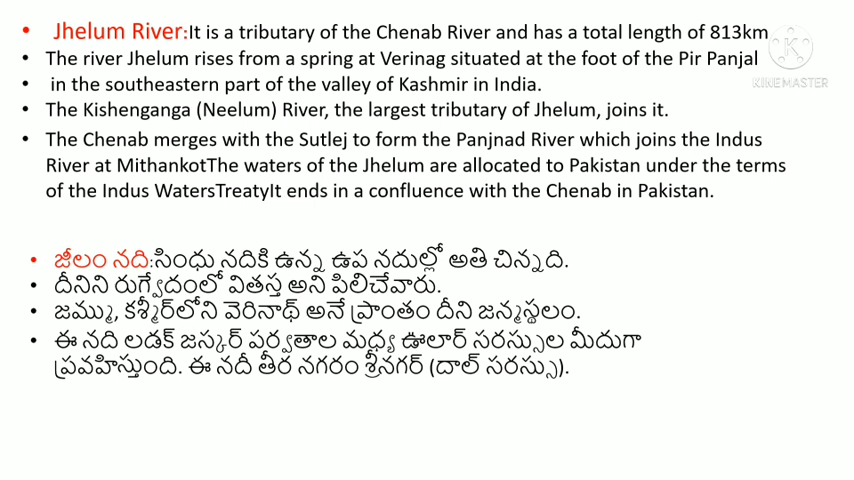 • Jhelum River:It is a tributary of the Chenab River and has a total length of 813km
• The river Jhelum rises from a spring at Verinag situated at the foot of the Pir Panjal
• in the southeastern part of the valley of Kashmir in India.
• The Kishenganga (Neelum) River, the largest tributary of Jhelum, joins it.
• The Chenab merges with the Sutlej to form the Panjnad River which joins the Indus
River at MithankotThe waters of the Jhelum are allocated to Pakistan under the terms
of the Indus WatersTreatyIt ends in a confluence with the Chenab in Pakistan.
K
KINEMASTER
• జీలం నది:సింధు నదికి ఉన్న ఉప నదుల్లో అతి చిన్నది.
• దీనిని రుగ్వేదంలో వితస్త అని పిలిచేవారు.
• జమ్ము, కశ్మీర్‌లోని వెరినాథ్ అనే ప్రాంతం దీని జన్మస్థలం.
• ఈ నది లడక్ జస్కర్ పర్వతాల మధ్య ఊలార్ సరస్సుల మీదుగా
ప్రవహిస్తుంది. ఈ నదీ తీర నగరం శ్రీనగర్ (దాల్ సరస్సు).